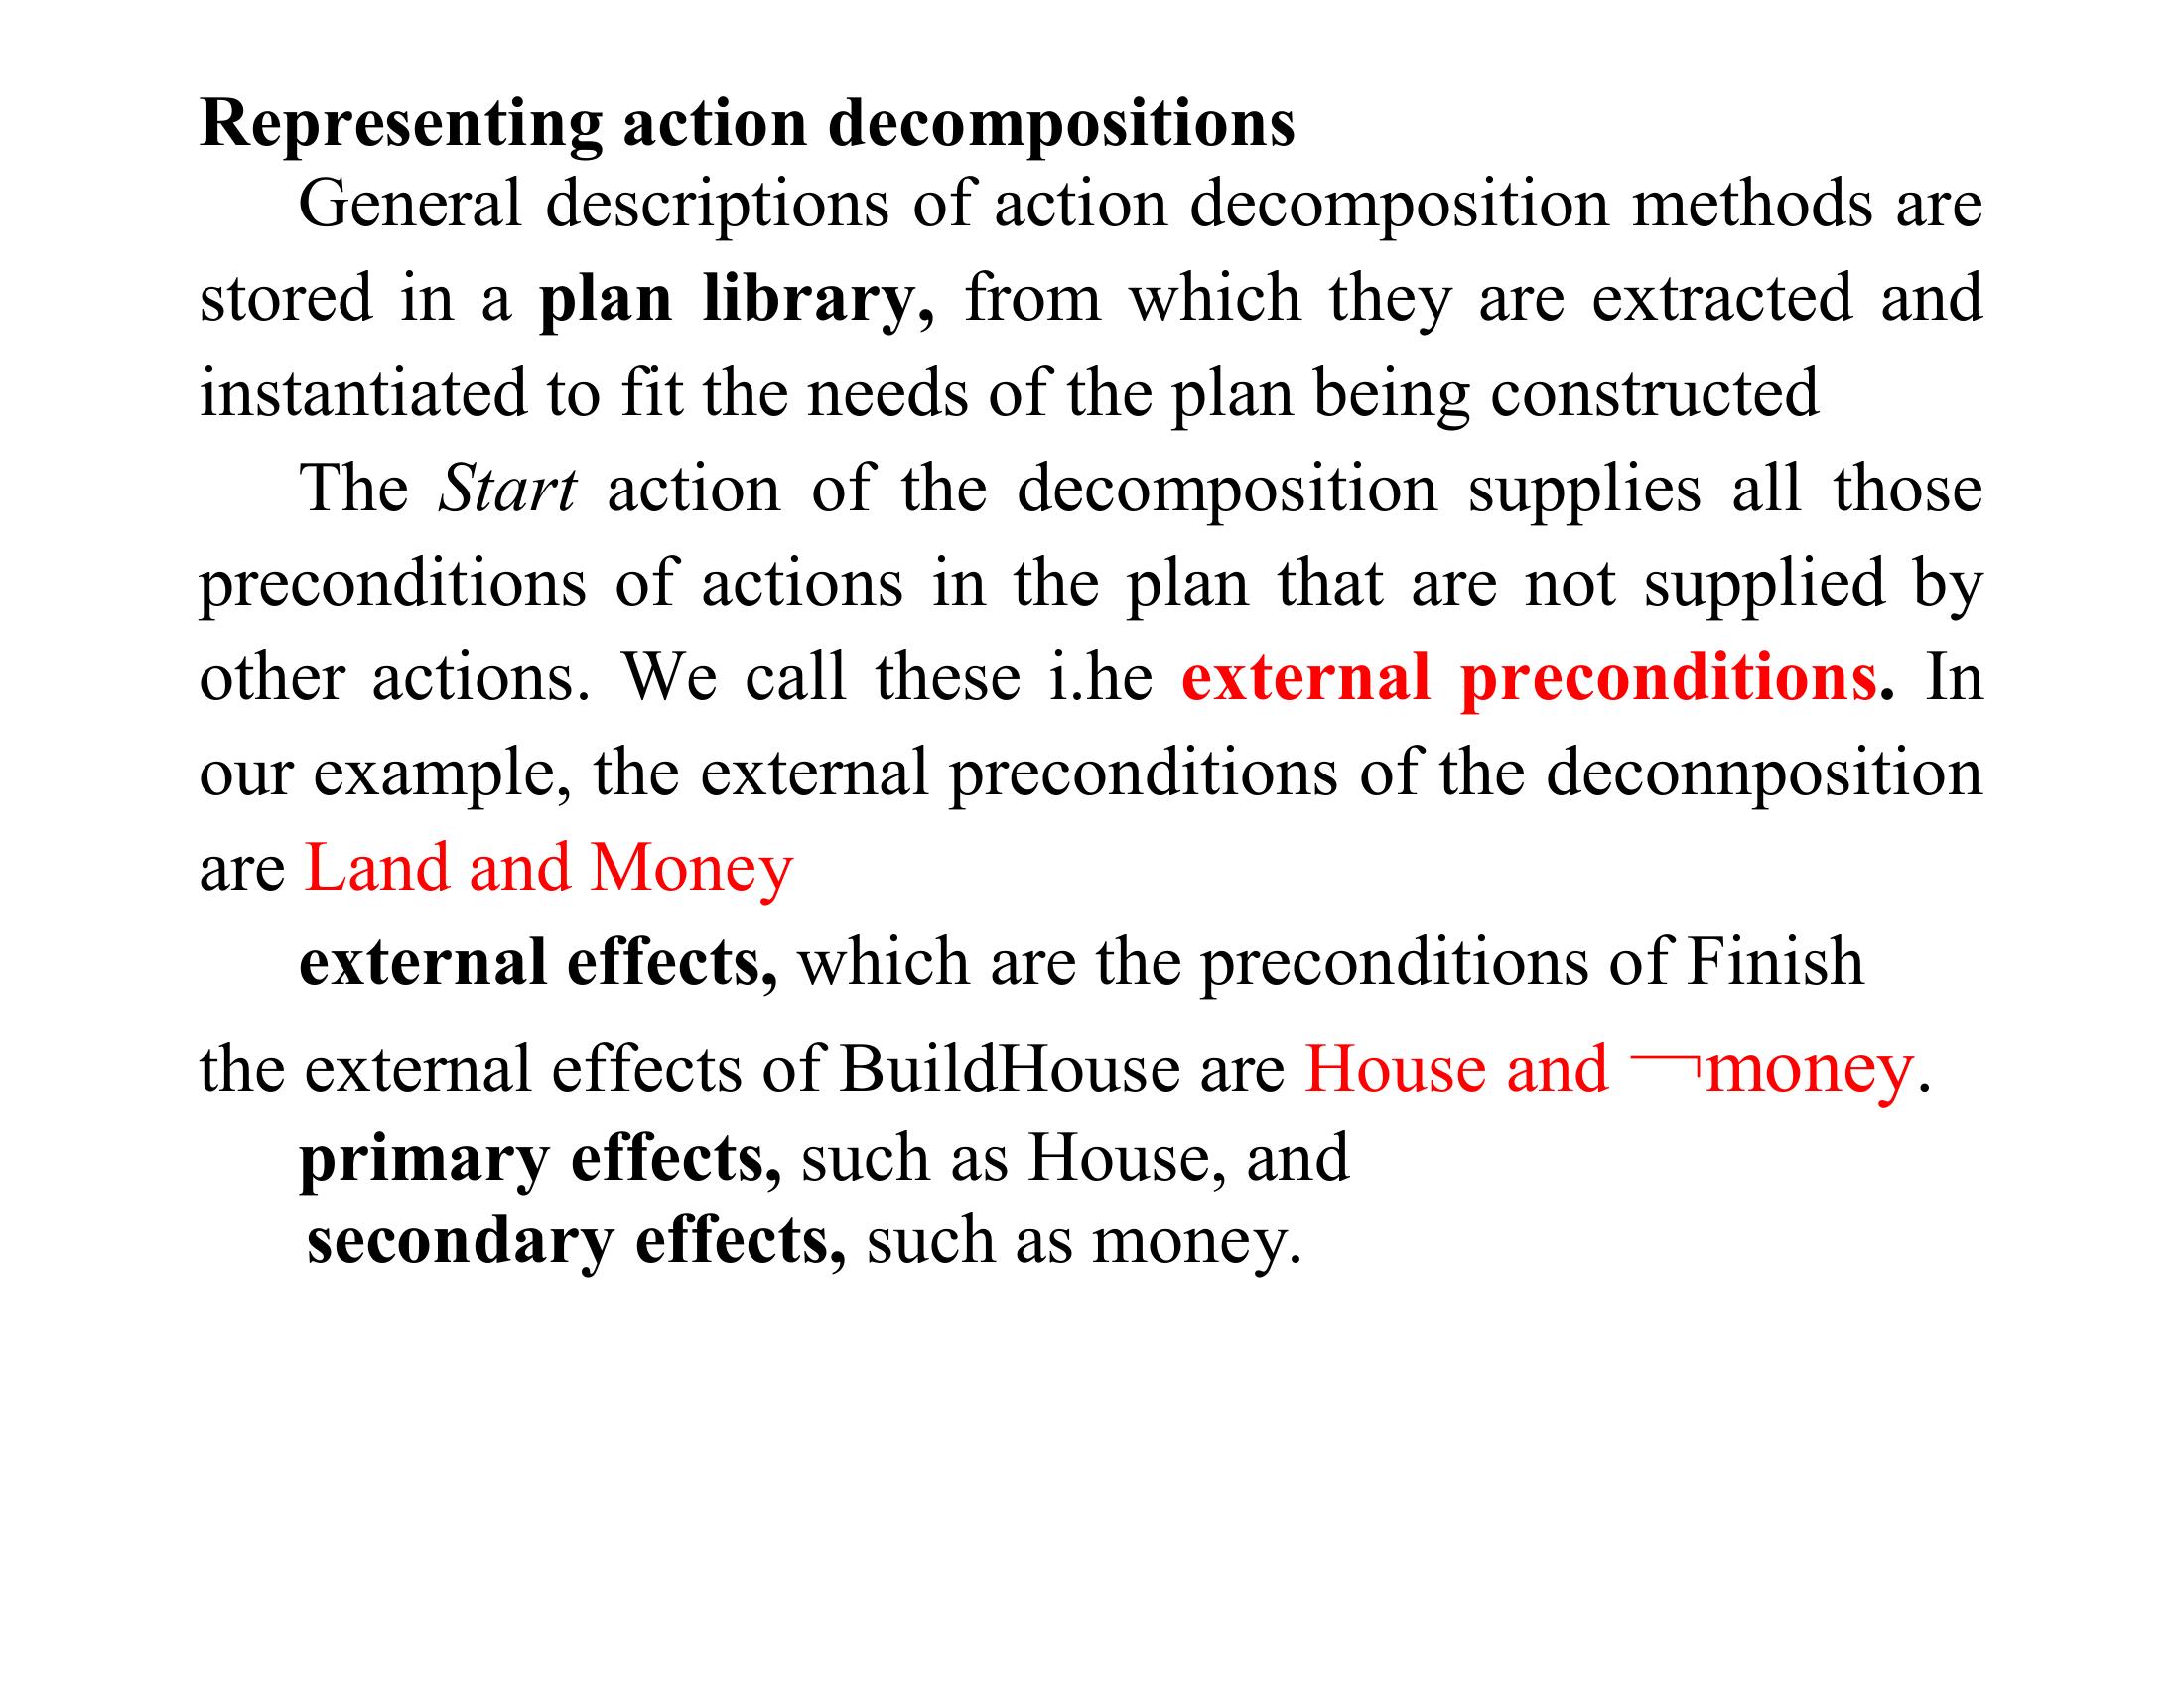 Representing action decompositions
General descriptions of action decomposition methods are
stored in a plan library, from which they are extracted and
instantiated to fit the needs of the plan being constructed
The Start action of the decomposition supplies all those
preconditions of actions in the plan that are not supplied by
other actions. We call these i.he external preconditions. In
our example, the external preconditions of the deconnposition
are Land and Money
external effects, which are the preconditions of Finish
the external effects of BuildHouse are House and ￢money.
primary effects, such as House, and
secondary effects, such as money.